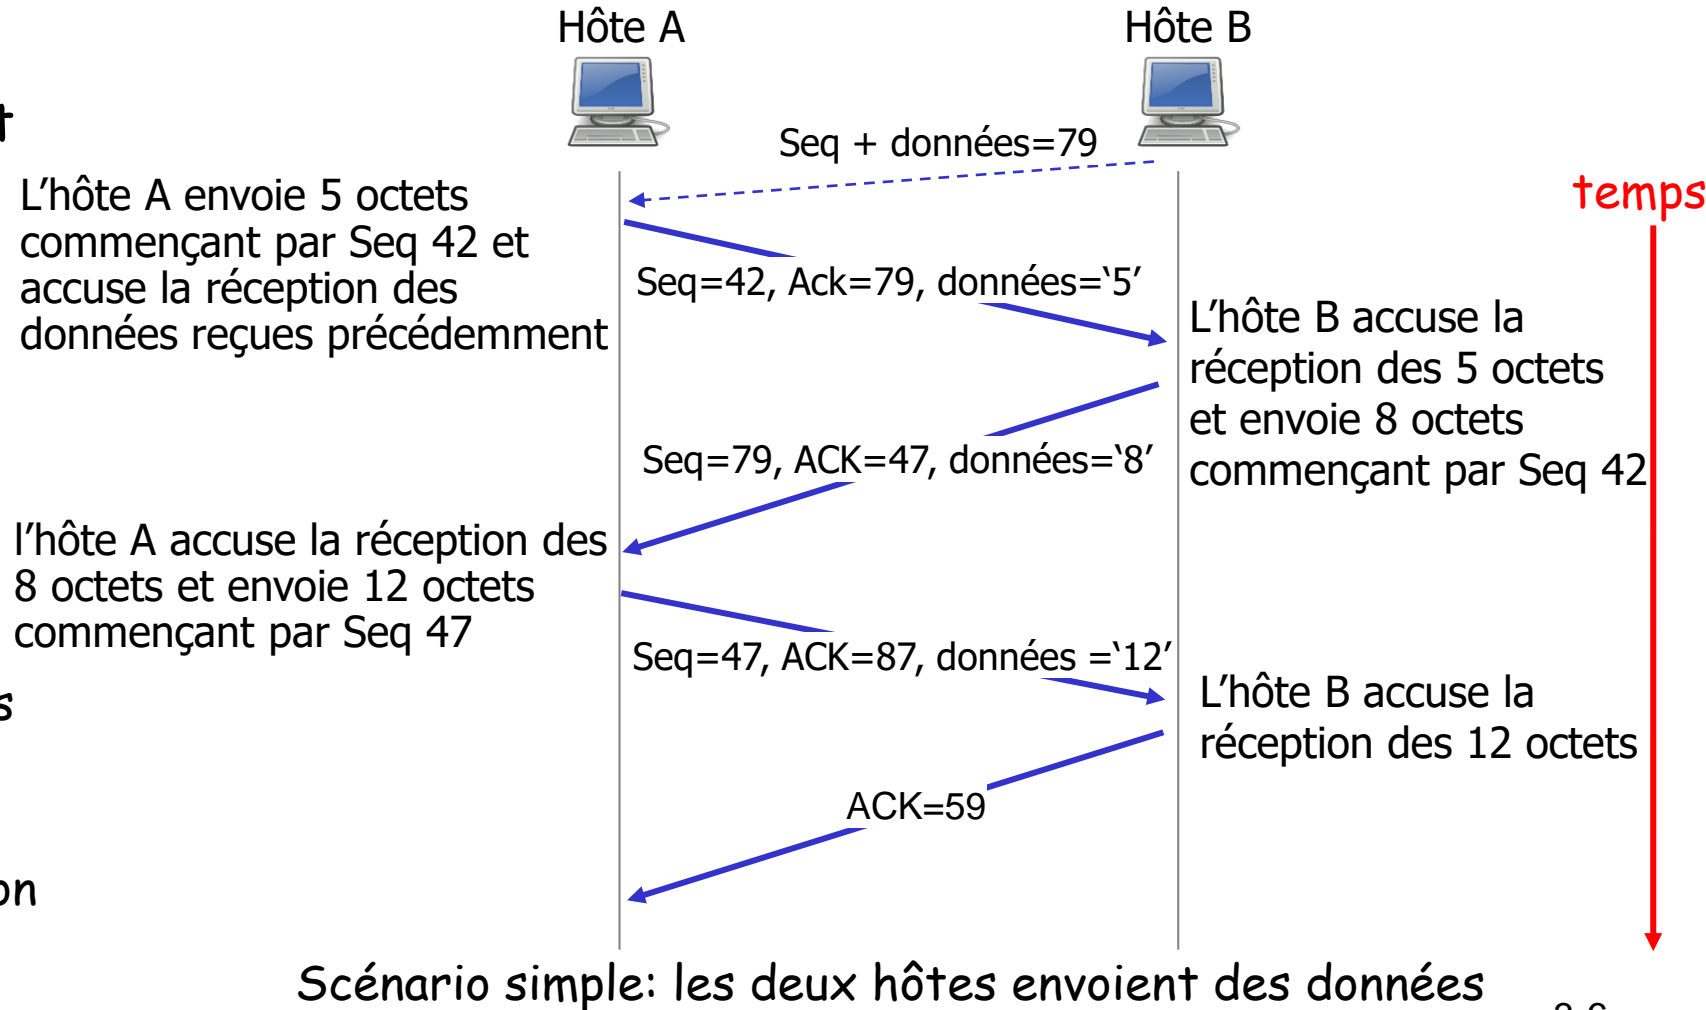 Hôte A
Hôte B
t
Seq + données=79
temps
L’hôte A envoie 5 octets
commençant par Seq 42 et
accuse la réception des
données reçues précédemment
Seq=42, Ack=79, données=‘5’
L’hôte B accuse la
réception des 5 octets
et envoie 8 octets
commençant par Seq 42
Seq=79, ACK=47, données=‘8’
l’hôte A accuse la réception des
8 octets et envoie 12 octets
commençant par Seq 47
Seq=47, ACK=87, données =‘12’
s
L’hôte B accuse la
réception des 12 octets
ACK=59
on
Scénario simple: les deux hôtes envoient des données